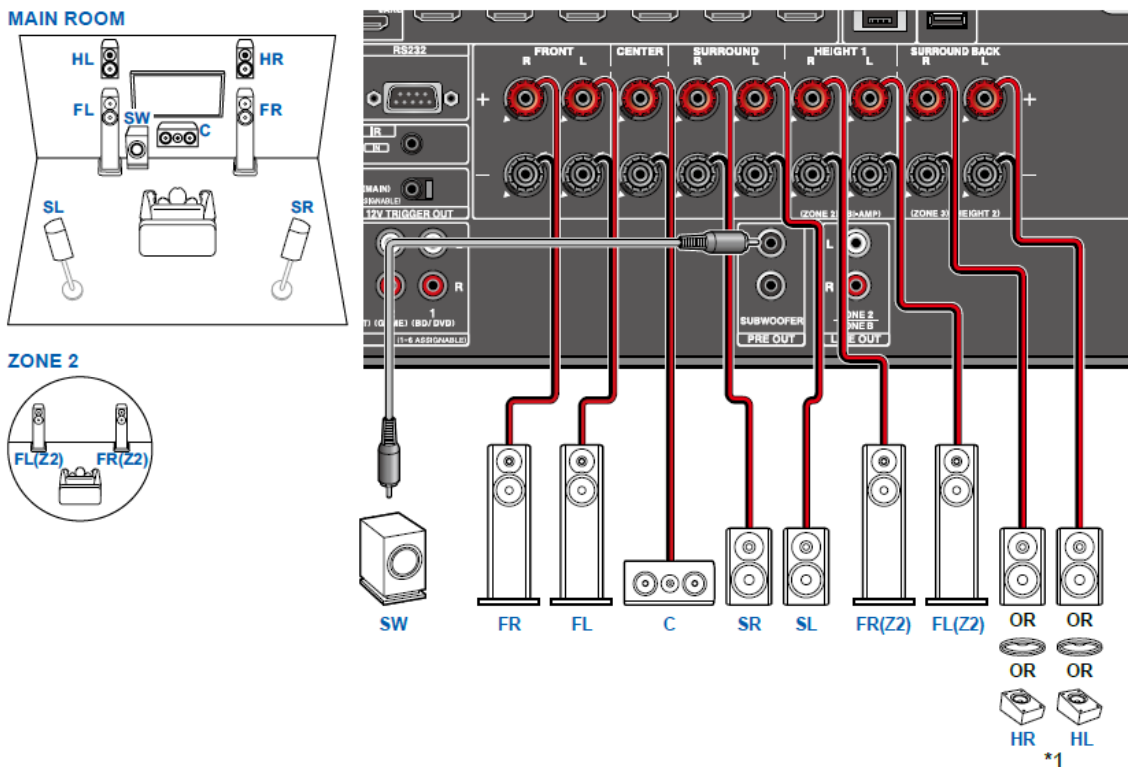 MAIN ROOM
HL
HR
FL
FR
SW
C
SL
SR
ZONE 2
FL(Z2)
FR(Z2)
RS232
FRONT
CENTER
SURROUND
HEIGHT 1
SURROUND BACK
R
L
R
L
R
L
R
L
+
+
IR
IN
(MAIN)
12V TRIGGER OUT
(ZONE 2)
BI-AMP)
(ZONE 3)
HEIGHT 2)
L
R
R
1
(BD/DVD)
(1-6 ASSIGNABLE)
SUBWOOFER
PRE OUT
ZONE 2
ZONE B
SW
FR
FL
C
SR
SL
FR(Z2)
FL(Z2)
OR
OR
OR
OR
HR
HL
*1